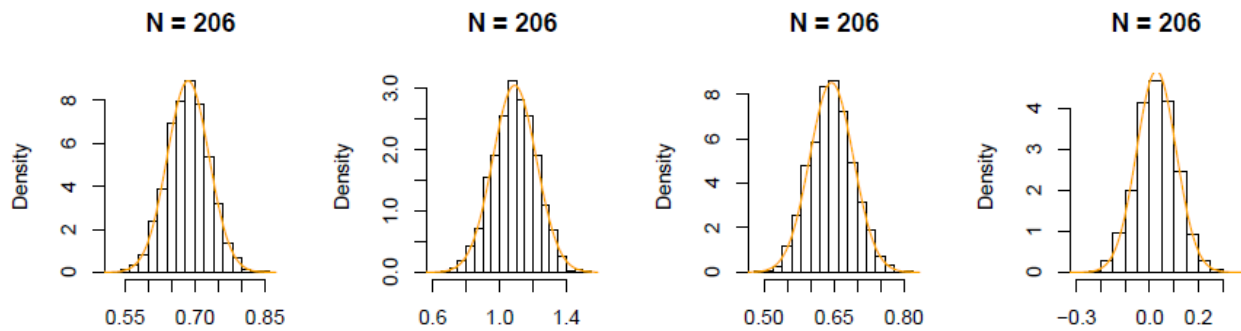 N = 206
Density
0 2 4 6 8
0.55 0.70 0.85
N = 206
Density
0.0 1.0 2.0 3.0
0.6 1.0 1.4
N = 206
Density
0 2 4 6 8
0.50 0.65 0.80
N = 206
Density
0 1 2 3 4
−0.3 0.0 0.2